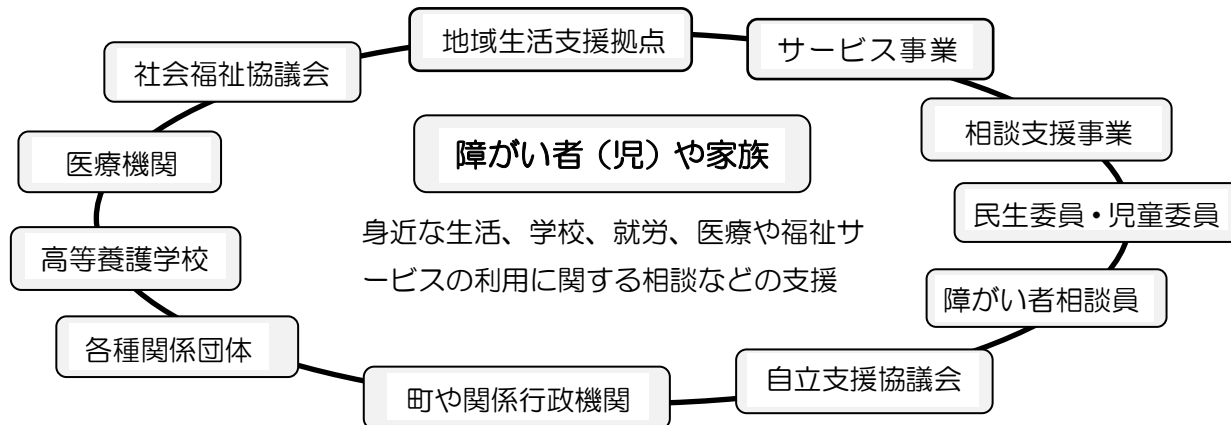 地域生活支援拠点
サービス事業
社会福祉協議会
相談支援事業
医療機関
障がい者（児）や家族
民生委員・児童委員
身近な生活、学校、就労、医療や福祉サ
ービスの利用に関する相談などの支援
高等養護学校
障がい者相談員
各種関係団体
自立支援協議会
町や関係行政機関